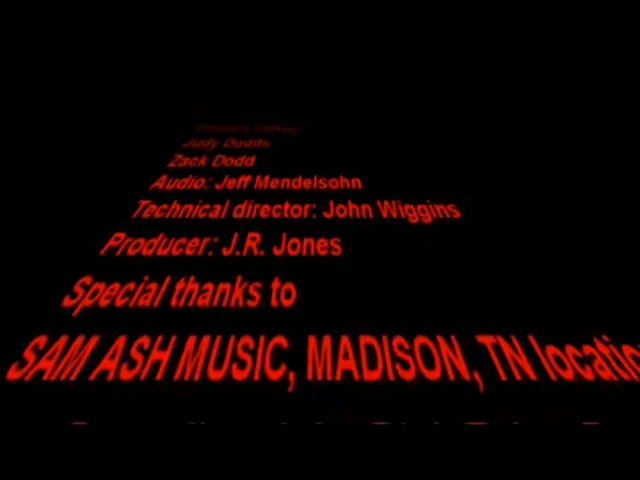 Judy Dodds
Zack Dodd
Audio: Jeff Mendelsohn
Technical director: John Wiggins
Producer: J.R. Jones
Special thanks to
SAM ASH MUSIC, MADISON, TN locatio